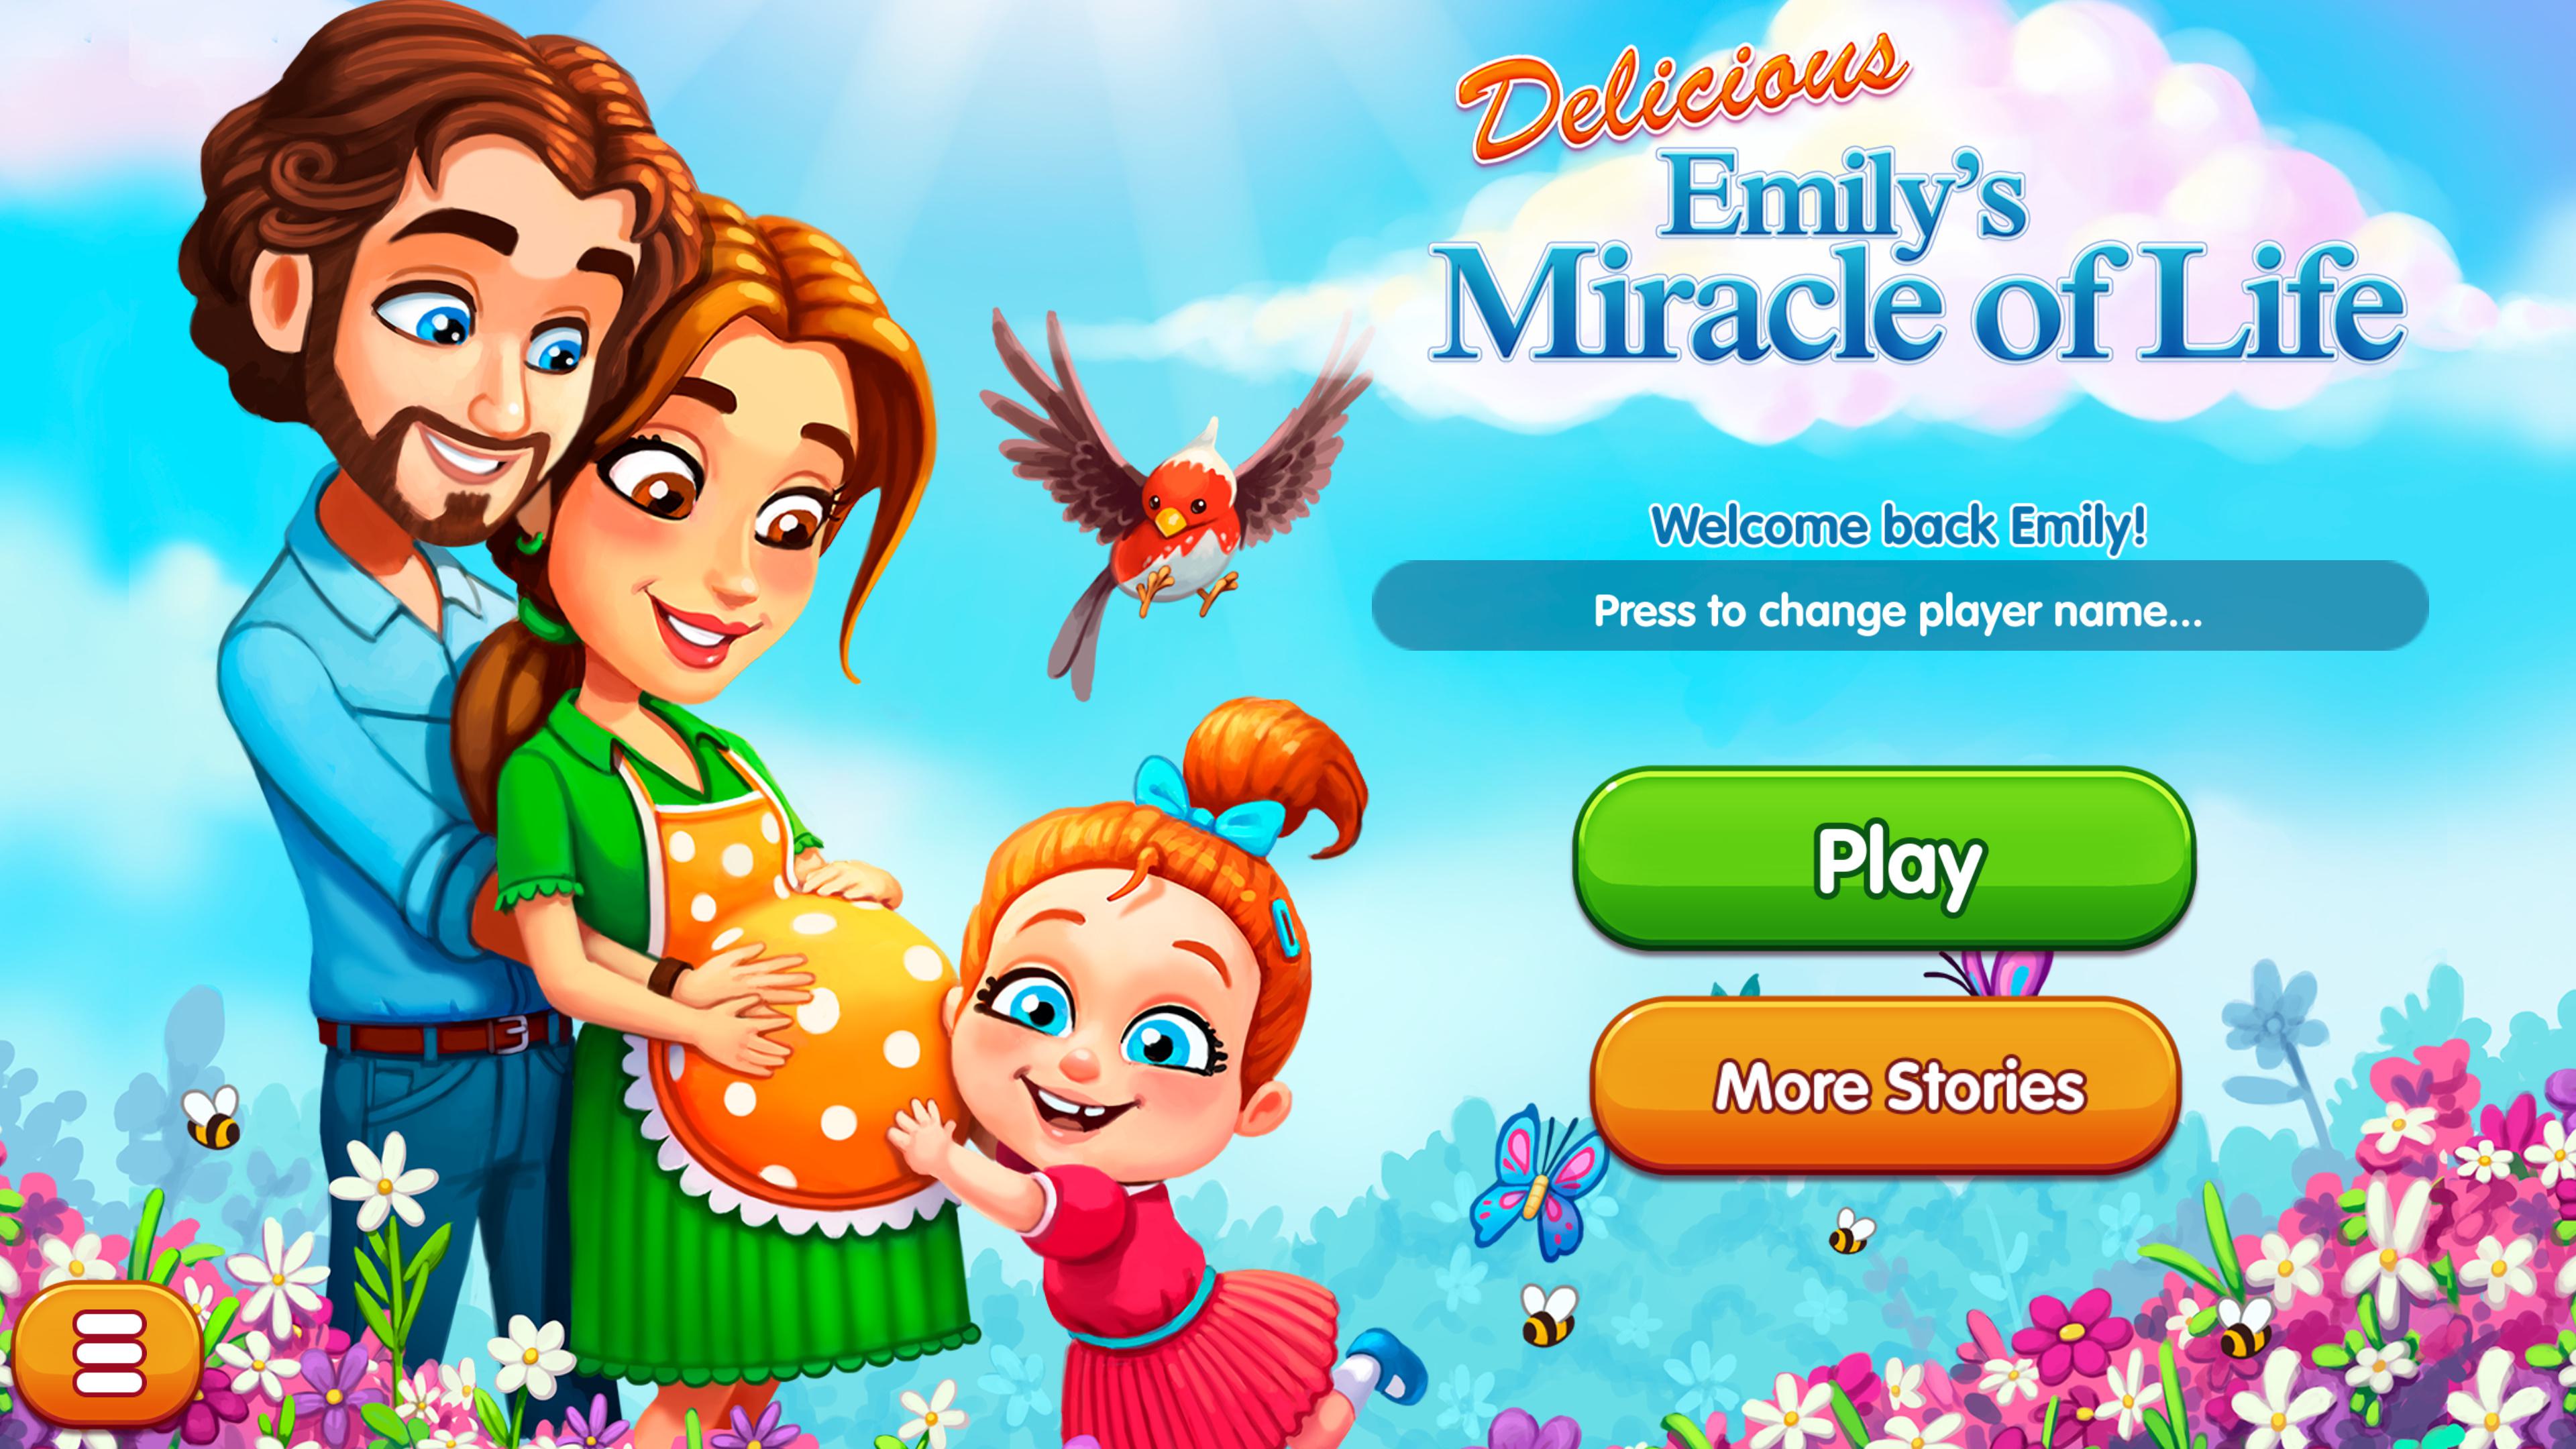 Delicious
Emily's
Miracle of Life
Welcome back Emily!
Press to change player name...
Play
More Stories